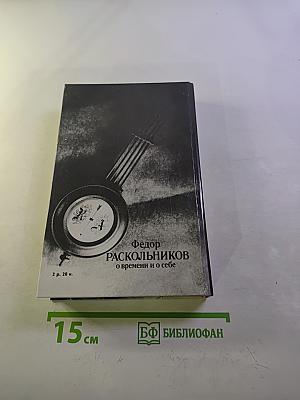 Федор
РАСКОЛЬНИКОВ
о времени и о себе
2 р. 20 к.
15 см
БФ БИБЛИОФАН